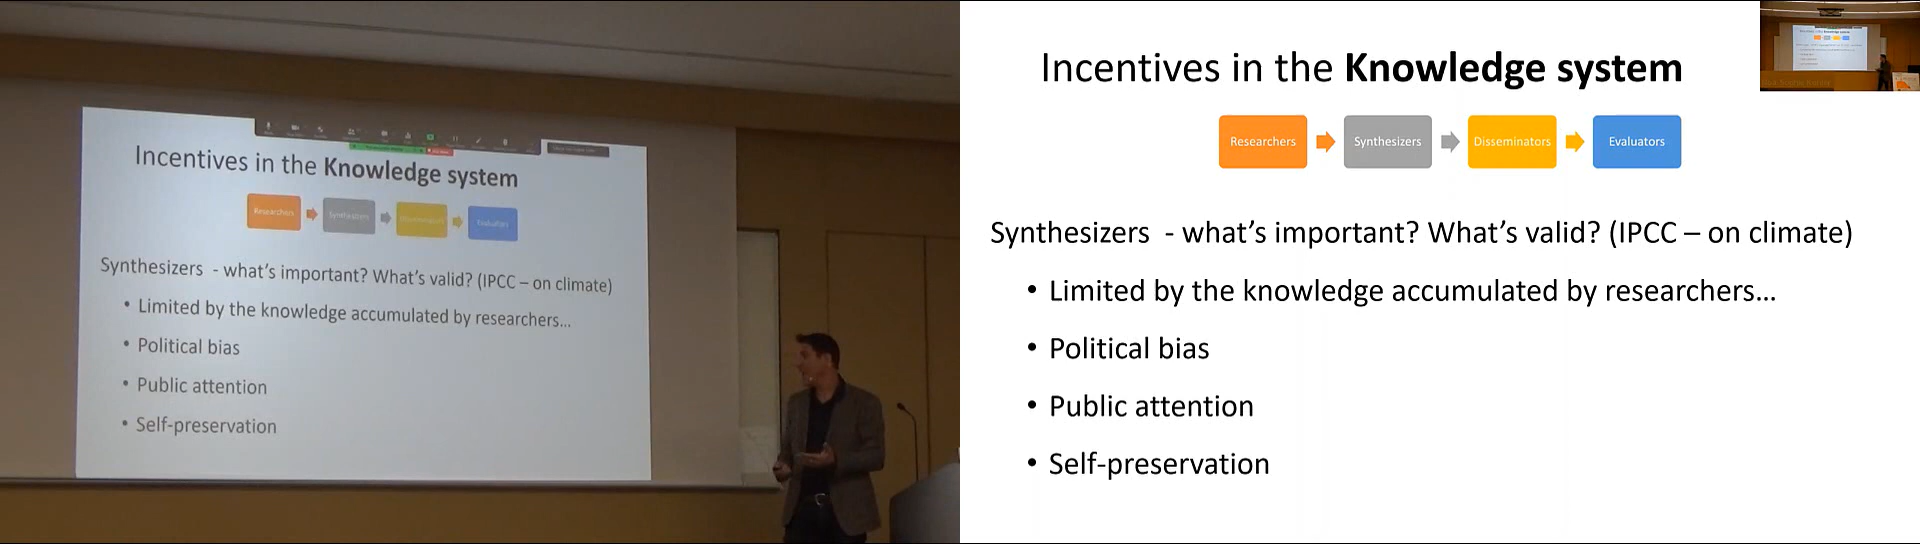 Incentives in the Knowledge system
Researchers
Synthesizers
Synthesizers - what's important? What's valid? (IPCC – on climate)
• Limited by the knowledge accumulated by researchers...
• Political bias
• Public attention
• Self-preservation
Incentives in the Knowledge system
Researchers Synthesizers Disseminators Evaluators
Synthesizers - what's important? What's valid? (IPCC – on climate)
• Limited by the knowledge accumulated by researchers...
• Political bias
• Public attention
• Self-preservation